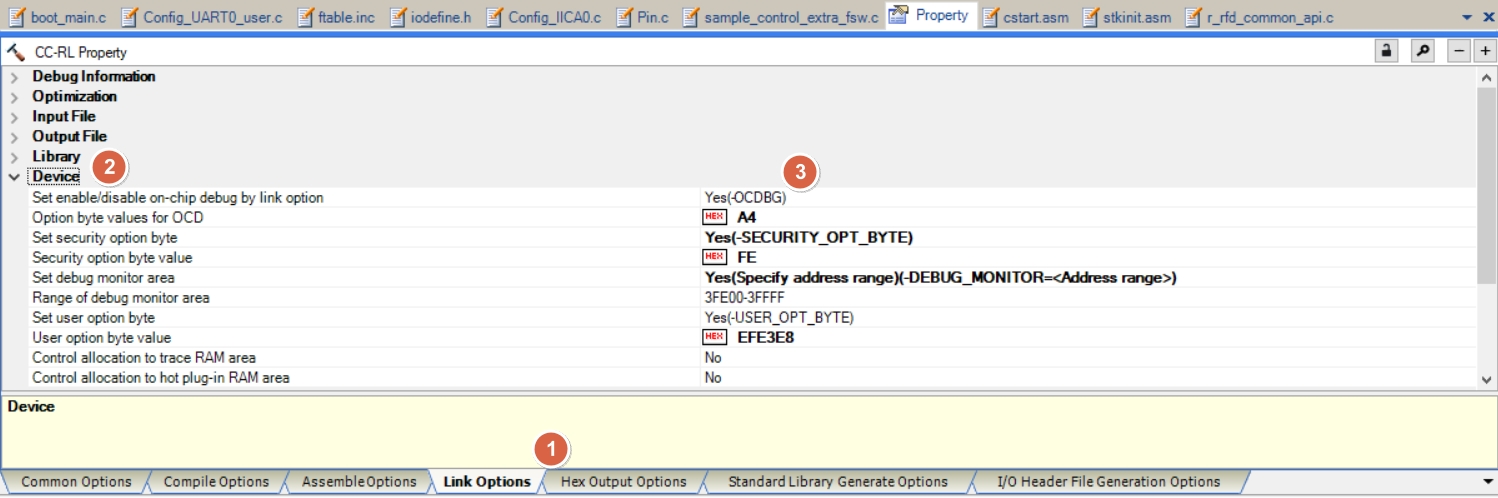 boot_main.c Config_UART0_user.c ftable.inc iodefine.h Config_IICA0.c Pin.c sample_control_extra_fsw.c Property cstart.asm stkinit.asm r_rfd_common_api.c
CC-RL Property
Debug Information
Optimization
Input File
Output File
Library
2
Device
3
Set enable/disable on-chip debug by link option Yes(-OCDBG)
Option byte values for OCD HEX A4
Set security option byte Yes(-SECURITY_OPT_BYTE)
Security option byte value HEX FE
Set debug monitor area Yes(Specify address range)(-DEBUG_MONITOR=<Address range>)
Range of debug monitor area 3FE00-3FFFF
Set user option byte Yes(-USER_OPT_BYTE)
User option byte value HEX EFE3E8
Control allocation to trace RAM area No
Control allocation to hot plug-in RAM area No
Device
1
Common Options Compile Options Assemble Options Link Options Hex Output Options Standard Library Generate Options I/O Header File Generation Options